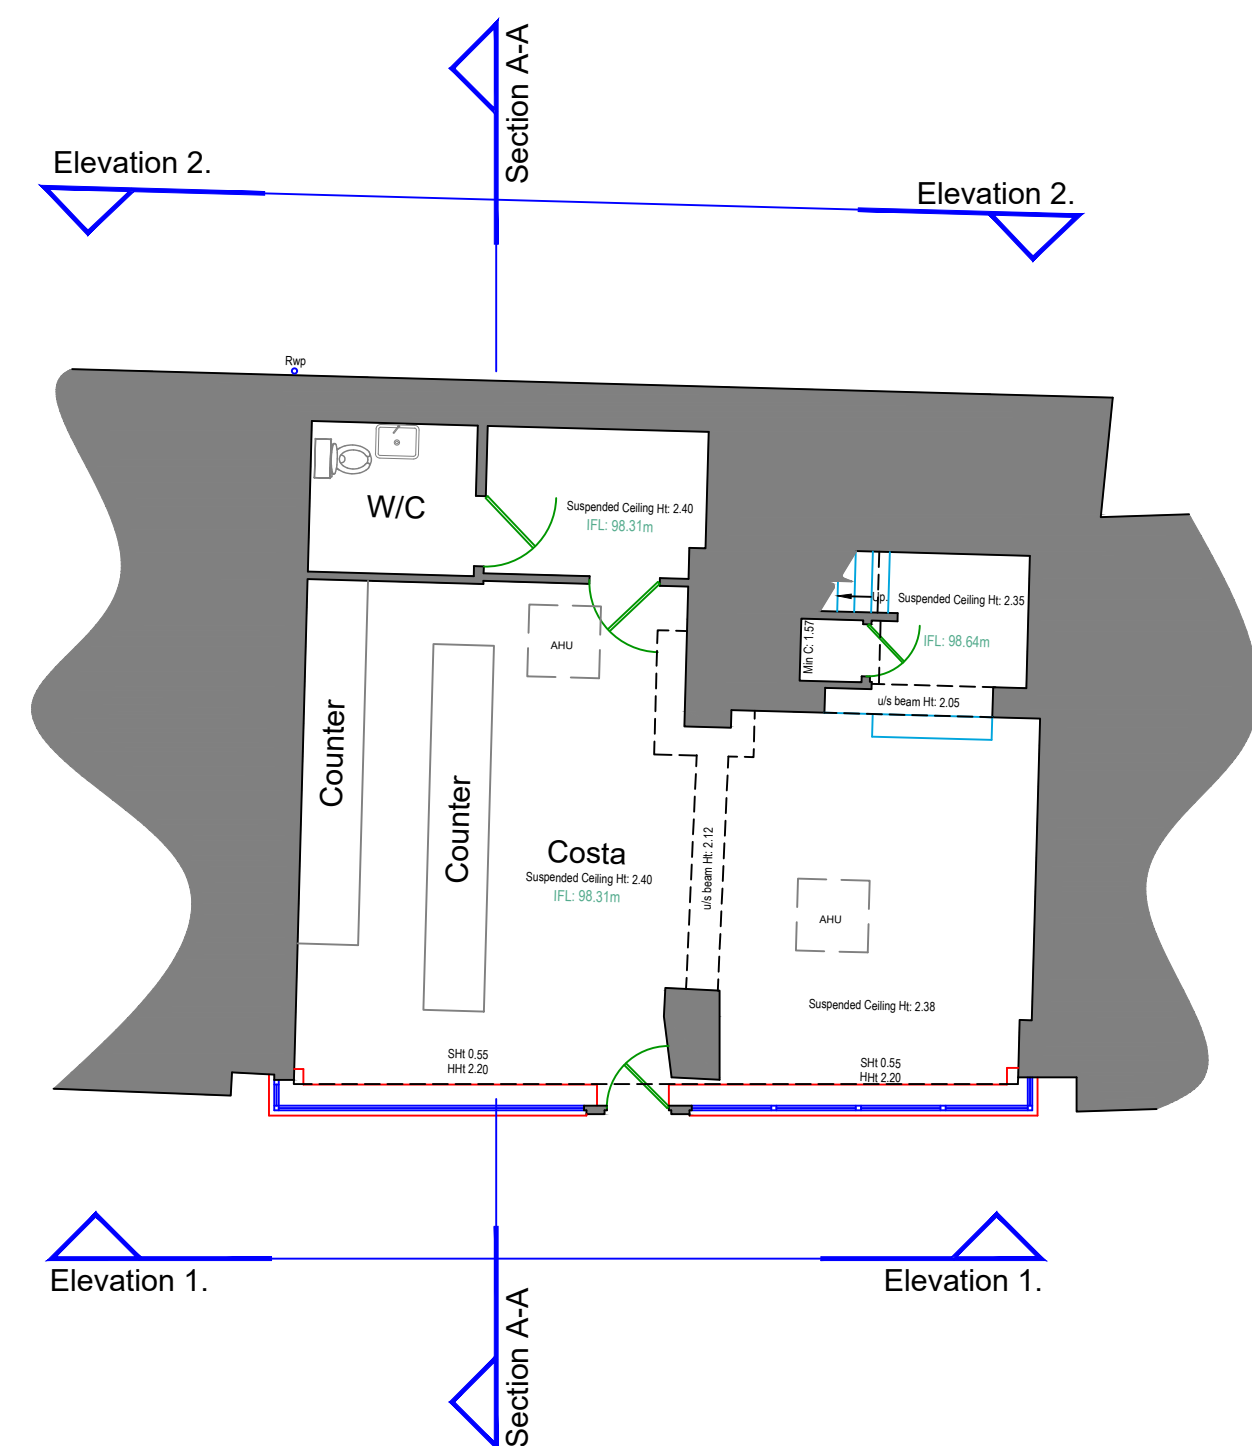 Section A-A
Elevation 2.
Elevation 2.
Rwp
W/C
Suspended Ceiling Ht: 2.40
IFL: 98.31m
Up.
Suspended Ceiling Ht: 2.35
IFL: 98.64m
Min C: 1.57
AHU
u/s beam Ht: 2.05
Counter
Counter
Costa
Suspended Ceiling Ht: 2.40
IFL: 98.31m
u/s beam Ht: 2.12
AHU
Suspended Ceiling Ht: 2.38
SHt 0.55
HHt 2.20
SHt 0.55
HHt 2.20
Elevation 1.
Elevation 1.
Section A-A